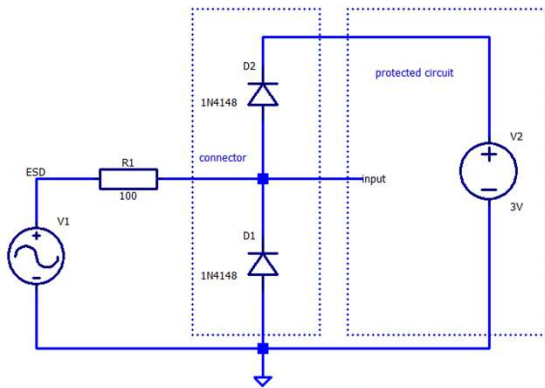 D2
protected circuit
1N4148
V2
connector
R1
ESD
input
100
3V
V1
D1
1N4148